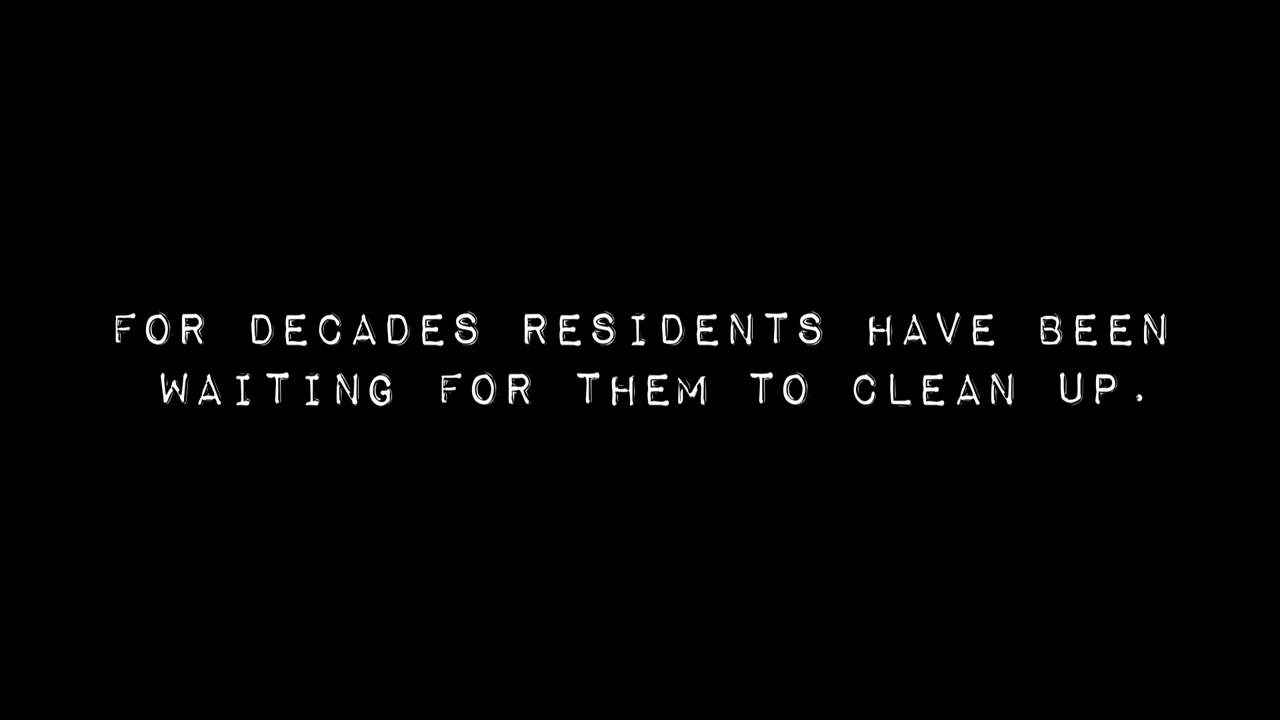 FOR DECADES RESIDENTS HAVE BEEN
WAITING FOR THEM TO CLEAN UP.